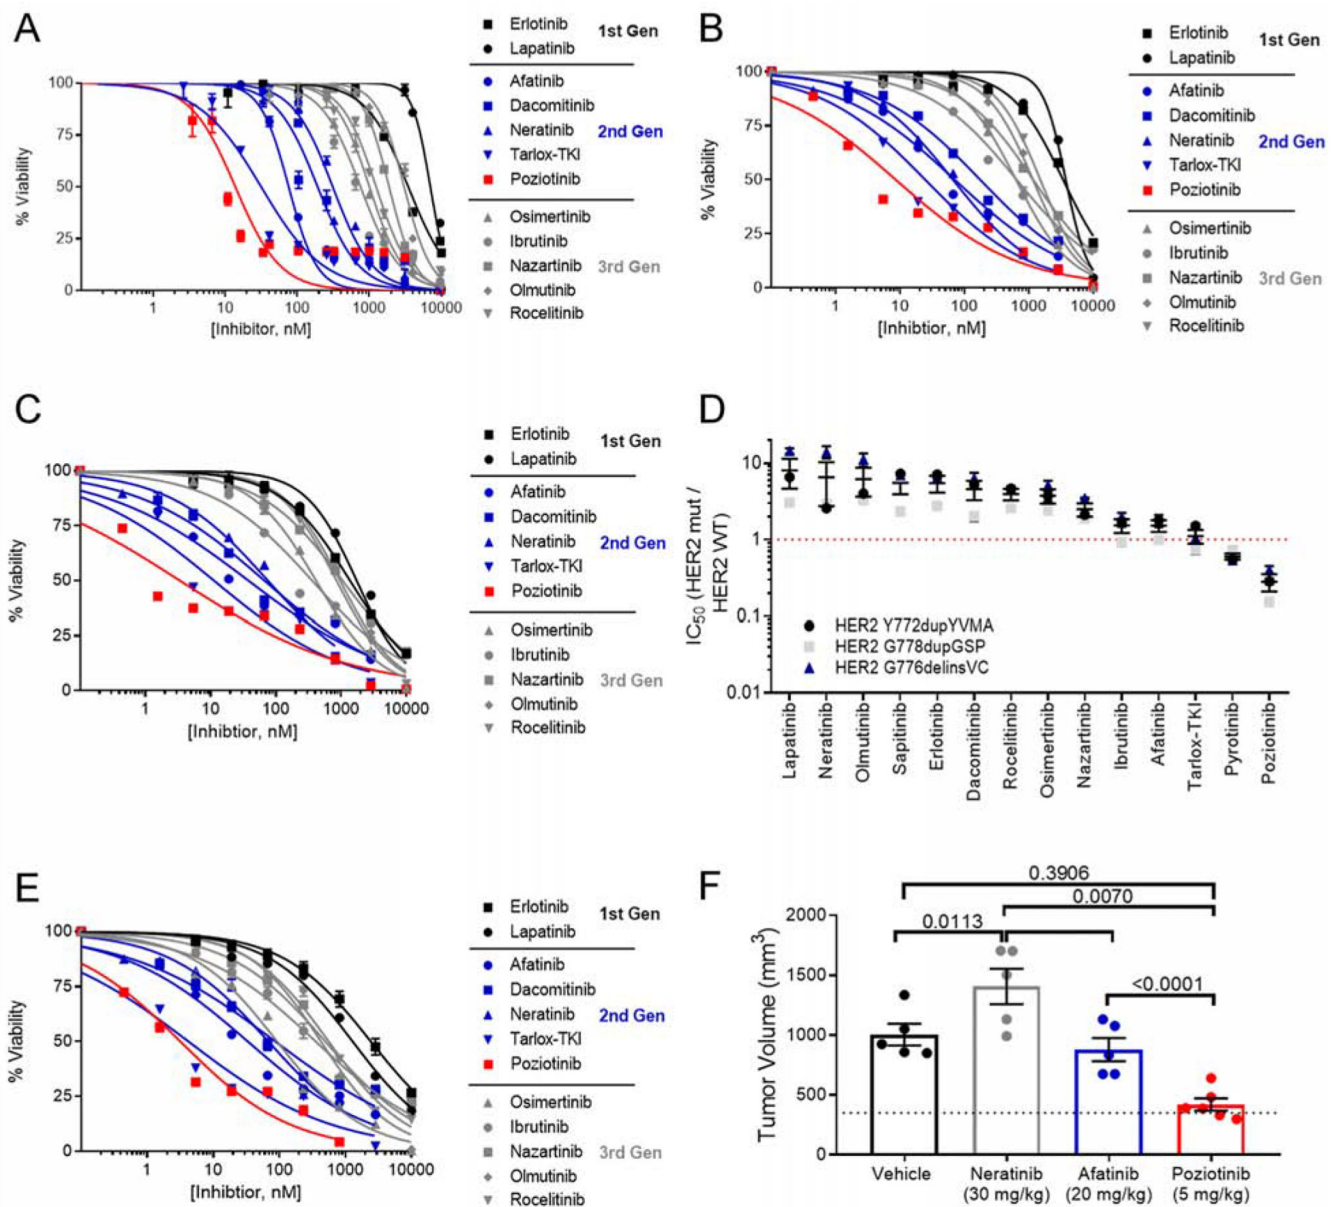 A
% Viability
100
75
50
25
0
1
10
100
1000
10000
[Inhibitor, nM]
Erlotinib
Lapatinib
1st Gen
Afatinib
Dacomitinib
Neratinib
Tarlox-TKI
Poziotinib
2nd Gen
Osimertinib
Ibrutinib
Nazartinib
Olmutinib
Rocelitinib
3rd Gen
B
% Viability
100
75
50
25
0
1
10
100
1000
10000
[Inhibtior, nM]
Erlotinib
Lapatinib
1st Gen
Afatinib
Dacomitinib
Neratinib
Tarlox-TKI
Poziotinib
2nd Gen
Osimertinib
Ibrutinib
Nazartinib
Olmutinib
Rocelitinib
3rd Gen
C
% Viability
100
75
50
25
0
1
10
100
1000
10000
[Inhibtior, nM]
Erlotinib
Lapatinib
1st Gen
Afatinib
Dacomitinib
Neratinib
Tarlox-TKI
Poziotinib
2nd Gen
Osimertinib
Ibrutinib
Nazartinib
Olmutinib
Rocelitinib
3rd Gen
D
IC50 (HER2 mut /
HER2 WT)
10
1
0.1
0.01
HER2 Y772dupYVMA
HER2 G778dupGSP
HER2 G776delinsVC
Lapatinib
Neratinib
Olmutinib
Sapitinib
Erlotinib
Dacomitinib
Rocelitinib
Osimertinib
Nazartinib
Ibrutinib
Afatinib
Tarlox-TKI
Pyrotinib
Poziotinib
E
% Viability
100
75
50
25
0
1
10
100
1000
10000
[Inhibtior, nM]
Erlotinib
Lapatinib
1st Gen
Afatinib
Dacomitinib
Neratinib
Tarlox-TKI
Poziotinib
2nd Gen
Osimertinib
Ibrutinib
Nazartinib
Olmutinib
Rocelitinib
3rd Gen
F
0.3906
0.0070
0.0113
<0.0001
Tumor Volume (mm3)
2000
1500
1000
500
0
Vehicle
Neratinib
(30 mg/kg)
Afatinib
(20 mg/kg)
Poziotinib
(5 mg/kg)